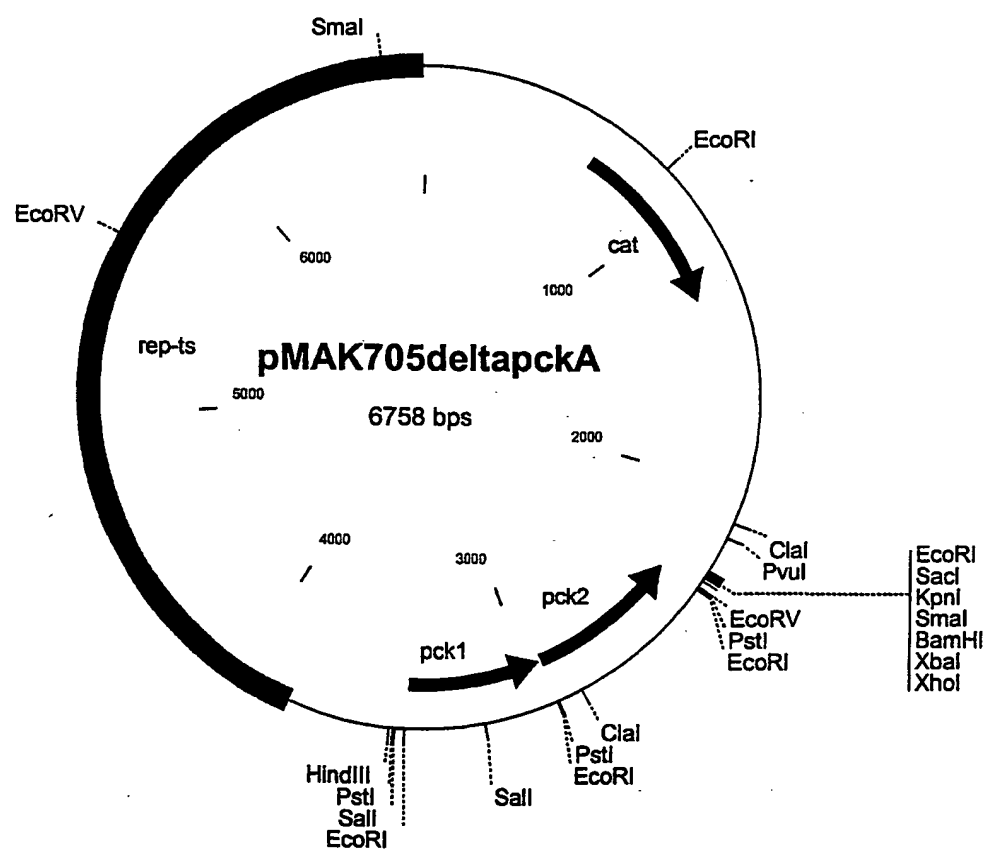 SmaI
EcoRI
EcoRV
cat
6000
1000
rep-ts
pMAK705deltapckA
5000
6758 bps
2000
4000
3000
ClaI
PvuI
EcoRI
SacI
KpnI
SmaI
BamHI
XbaI
XhoI
pck2
EcoRV
PstI
EcoRI
pck1
ClaI
PstI
EcoRI
HindIII
PstI
SalI
EcoRI
SalI